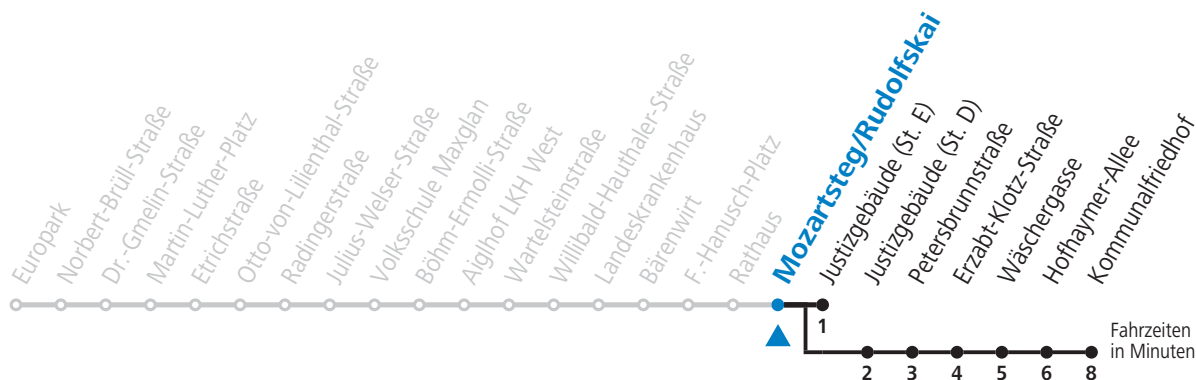 Europark
Norbert-Brüll-Straße
Dr.-Gmelin-Straße
Martin-Luther-Platz
Etrichstraße
Otto-von-Lilienthal-Straße
Radingerstraße
Julius-Welser-Straße
Volksschule Maxglan
Böhm-Ermolli-Straße
Aiglhof LKH West
Wartelsteinstraße
Willibald-Hauthaler-Straße
Landeskrankenhaus
Bärenwirt
F.-Hanusch-Platz
Rathaus
Mozartsteg/Rudolfskai
Justizgebäude (St. E)
Justizgebäude (St. D)
Petersbrunnstraße
Erzabt-Klotz-Straße
Wäschergasse
Hofhaymer-Allee
Kommunalfriedhof
1
Fahrzeiten
in Minuten
2 3 4 5 6 8